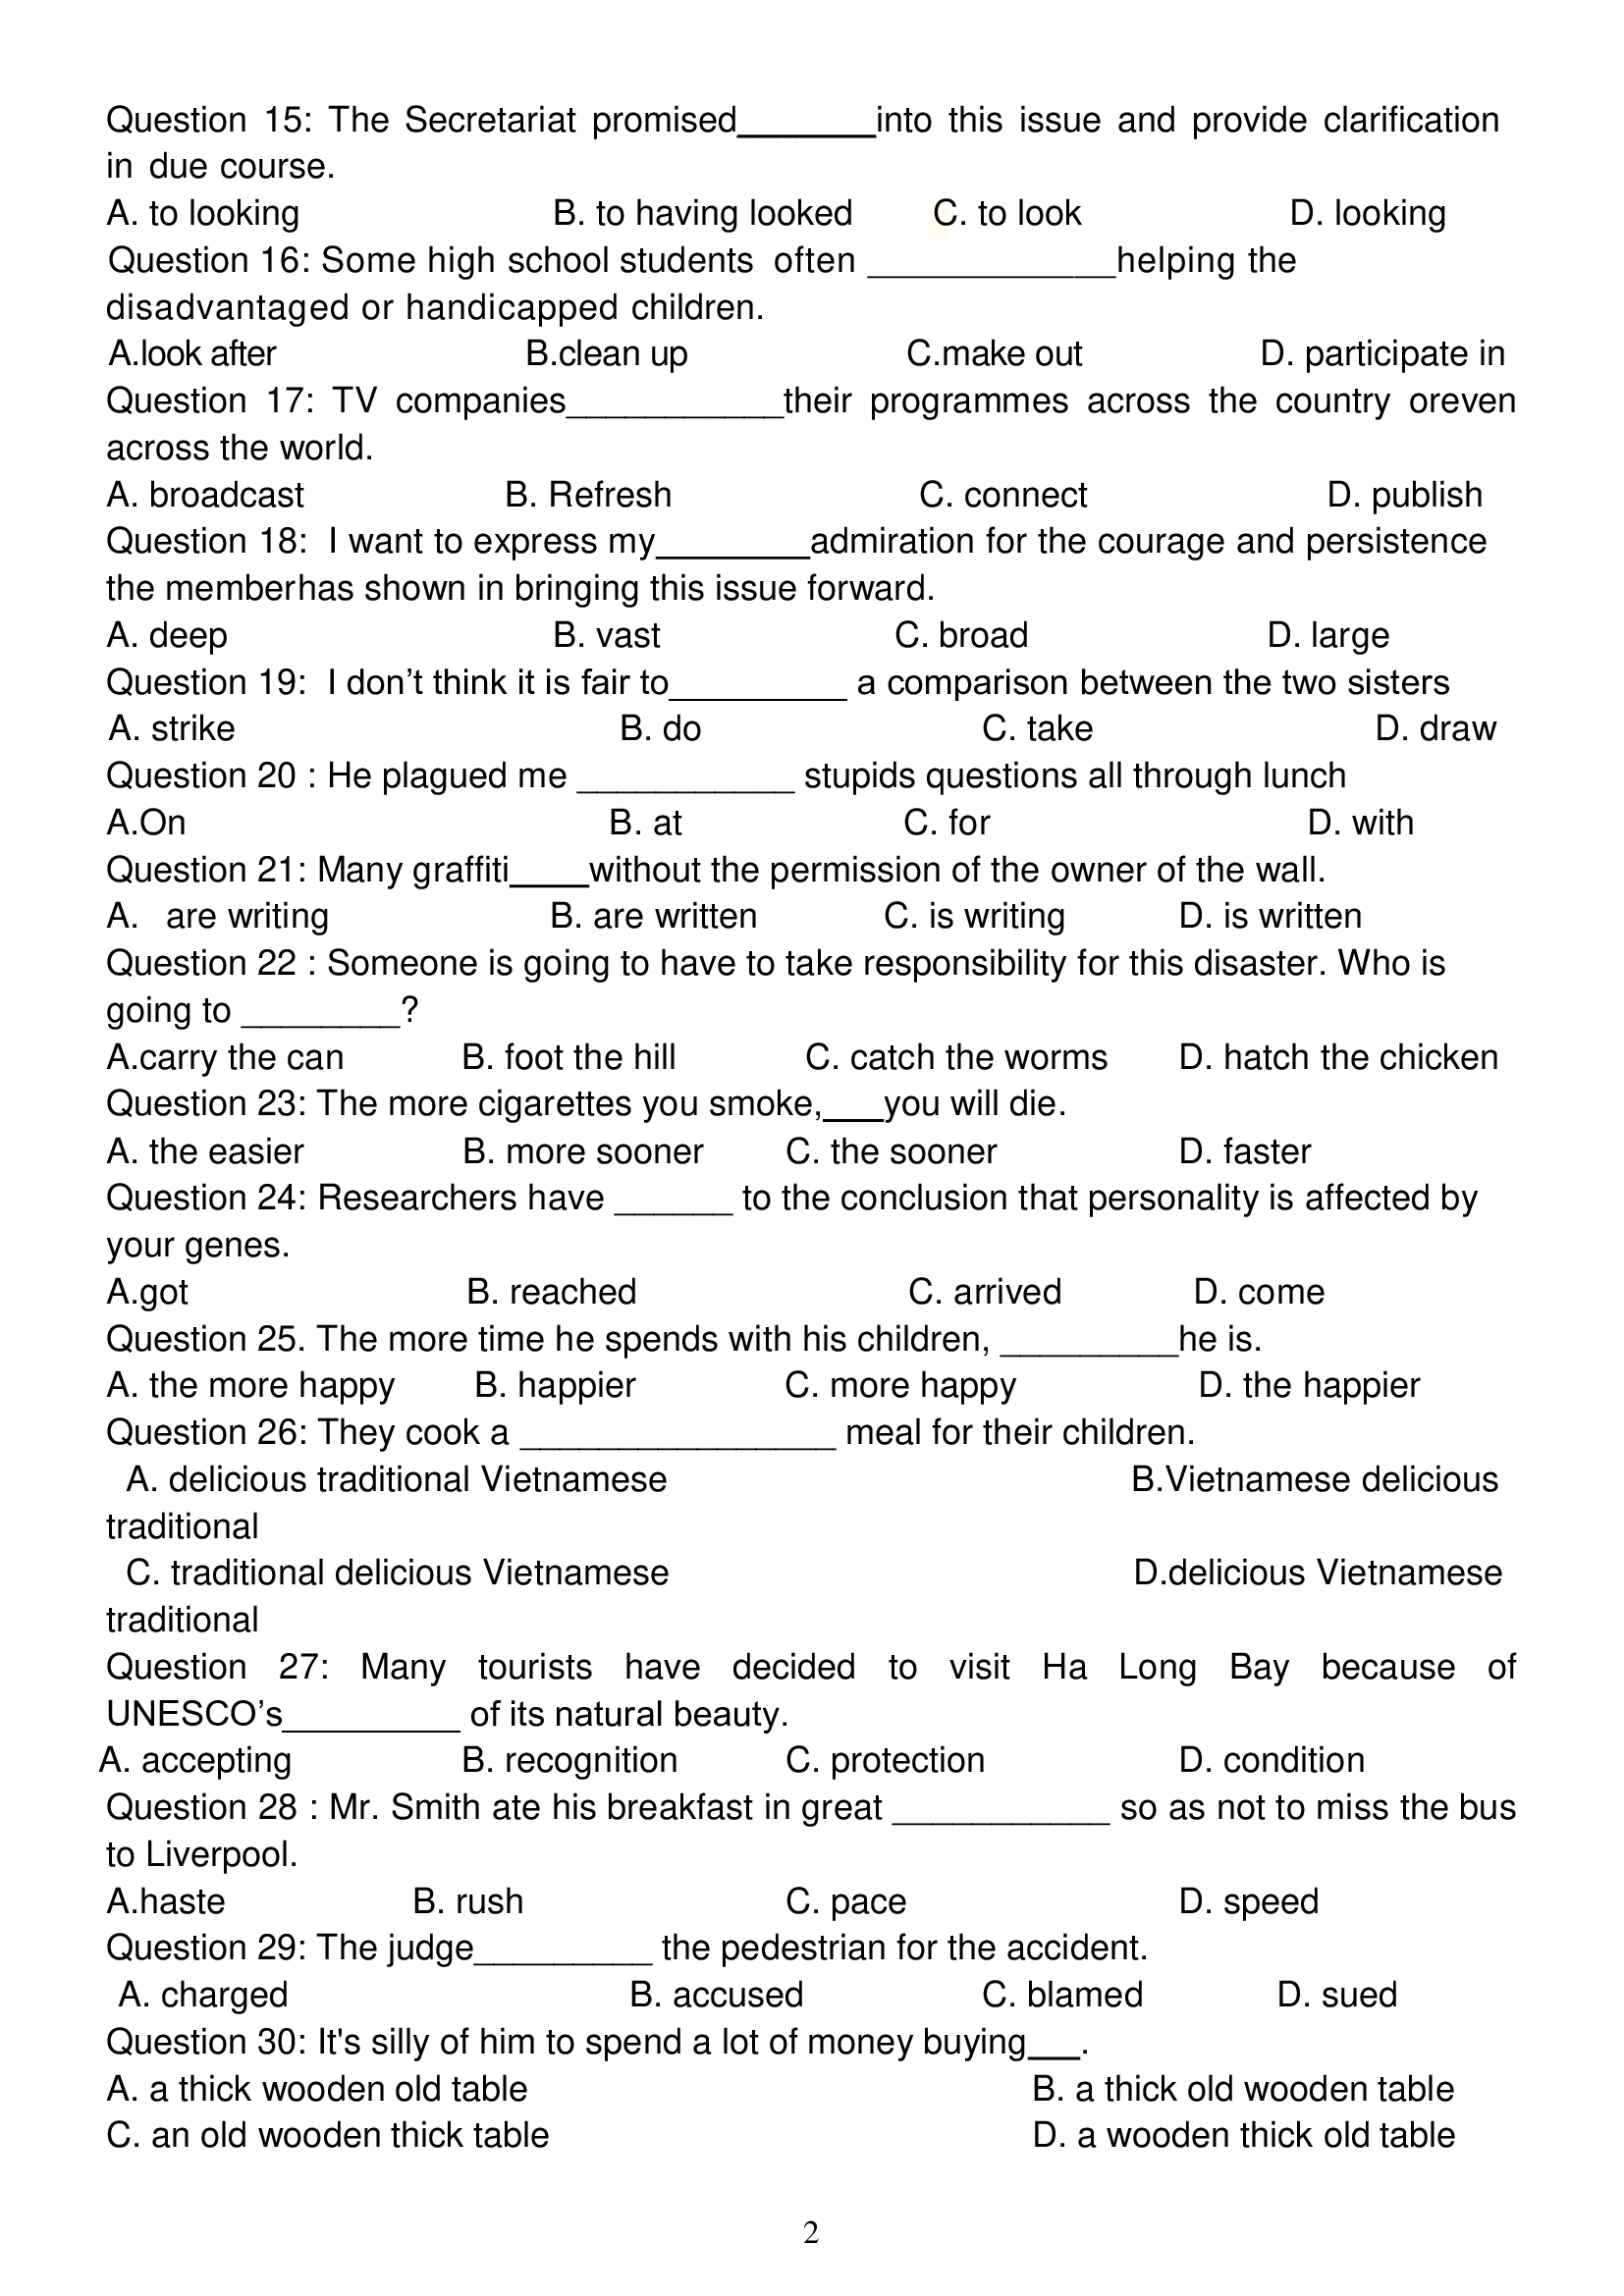 Question 15: The Secretariat promised_______into this issue and provide clarification
in due course.
A. to looking B. to having looked C. to look D. looking
Question 16: Some high school students often ____________helping the
disadvantaged or handicapped children.
A.look after B.clean up C.make out D. participate in
Question 17: TV companies___________their programmes across the country oreven
across the world.
A. broadcast B. Refresh C. connect D. publish
Question 18: I want to express my________admiration for the courage and persistence
the memberhas shown in bringing this issue forward.
A. deep B. vast C. broad D. large
Question 19: I don’t think it is fair to_________ a comparison between the two sisters
A. strike B. do C. take D. draw
Question 20 : He plagued me ___________ stupids questions all through lunch
A.On B. at C. for D. with
Question 21: Many graffiti____without the permission of the owner of the wall.
A. are writing B. are written C. is writing D. is written
Question 22 : Someone is going to have to take responsibility for this disaster. Who is
going to ________?
A.carry the can B. foot the hill C. catch the worms D. hatch the chicken
Question 23: The more cigarettes you smoke,___you will die.
A. the easier B. more sooner C. the sooner D. faster
Question 24: Researchers have ______ to the conclusion that personality is affected by
your genes.
A.got B. reached C. arrived D. come
Question 25. The more time he spends with his children, _________he is.
A. the more happy B. happier C. more happy D. the happier
Question 26: They cook a ________________ meal for their children.
A. delicious traditional Vietnamese B.Vietnamese delicious
traditional
C. traditional delicious Vietnamese D.delicious Vietnamese
traditional
Question 27: Many tourists have decided to visit Ha Long Bay because of
UNESCO’s_________ of its natural beauty.
A. accepting B. recognition C. protection D. condition
Question 28 : Mr. Smith ate his breakfast in great ___________ so as not to miss the bus
to Liverpool.
A.haste B. rush C. pace D. speed
Question 29: The judge_________ the pedestrian for the accident.
A. charged B. accused C. blamed D. sued
Question 30: It's silly of him to spend a lot of money buying___.
A. a thick wooden old table B. a thick old wooden table
C. an old wooden thick table D. a wooden thick old table
2